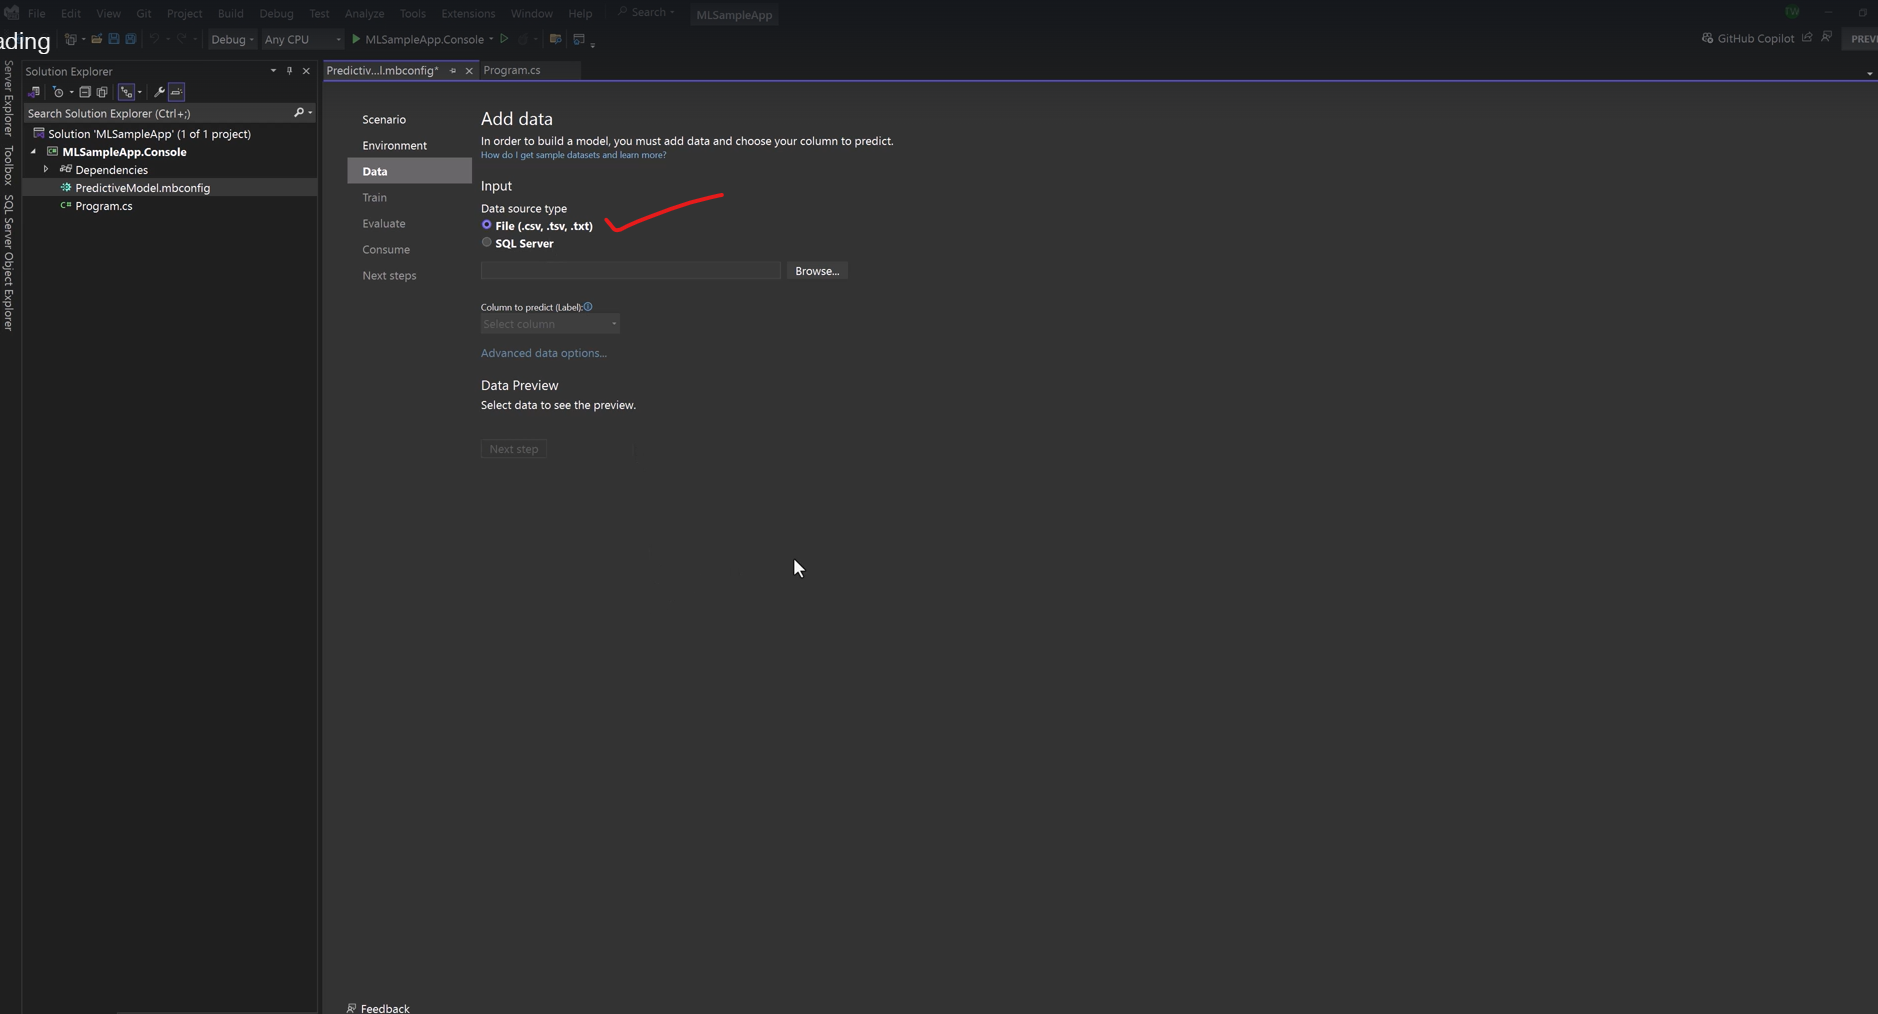 File Edit View Git Project Build Debug Test Analyze Tools Extensions Window Help Search MLSampleApp
ading Debug Any CPU MLSampleApp.Console GitHub Copilot PREVI
Server Explorer
Toolbox
SQL Server Object Explorer
Solution Explorer
Search Solution Explorer (Ctrl+;)
Solution 'MLSampleApp' (1 of 1 project)
MLSampleApp.Console
Dependencies
PredictiveModel.mbconfig
C# Program.cs
Predictiv...l.mbconfig* Program.cs
Scenario
Environment
Data
Train
Evaluate
Consume
Next steps
Add data
In order to build a model, you must add data and choose your column to predict.
How do I get sample datasets and learn more?
Input
Data source type
File (.csv, .tsv, .txt)
SQL Server
Browse...
Column to predict (Label):
Select column
Advanced data options...
Data Preview
Select data to see the preview.
Next step
Feedback